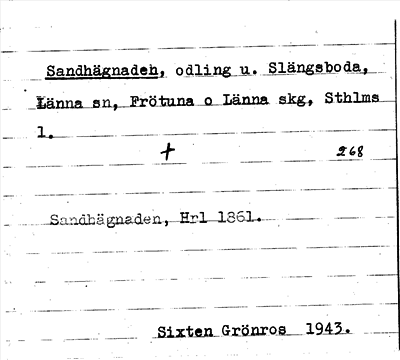 Sandhägnaden, odling u. Slängsboda,
Länna sn, Frötuna o Länna skg, Sthlms
l.
+ 268
Sandhägnaden, Hrl 1861.
Sixten Grönros 1943.